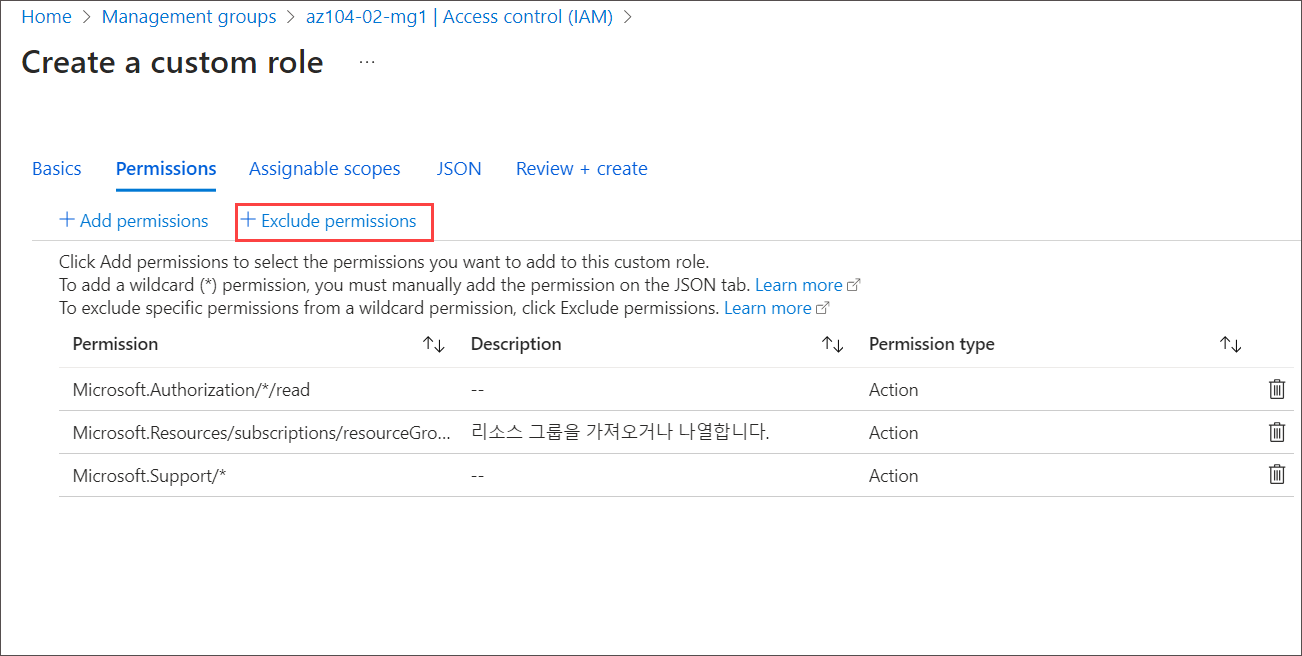 Home > Management groups > az104-02-mg1 | Access control (IAM) >
Create a custom role ...
Basics Permissions Assignable scopes JSON Review + create
+ Add permissions + Exclude permissions
Click Add permissions to select the permissions you want to add to this custom role.
To add a wildcard (*) permission, you must manually add the permission on the JSON tab. Learn more
To exclude specific permissions from a wildcard permission, click Exclude permissions. Learn more
Permission ↑↓ Description ↑↓ Permission type ↑↓
Microsoft.Authorization/*/read -- Action
Microsoft.Resources/subscriptions/resourceGro... 리소스 그룹을 가져오거나 나열합니다. Action
Microsoft.Support/* -- Action